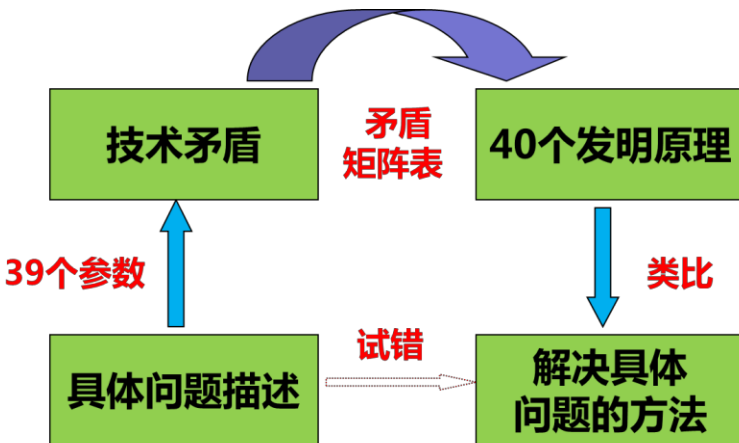 技术矛盾
矛盾
矩阵表
40个发明原理
39个参数
类比
具体问题描述
试错
解决具体
问题的方法